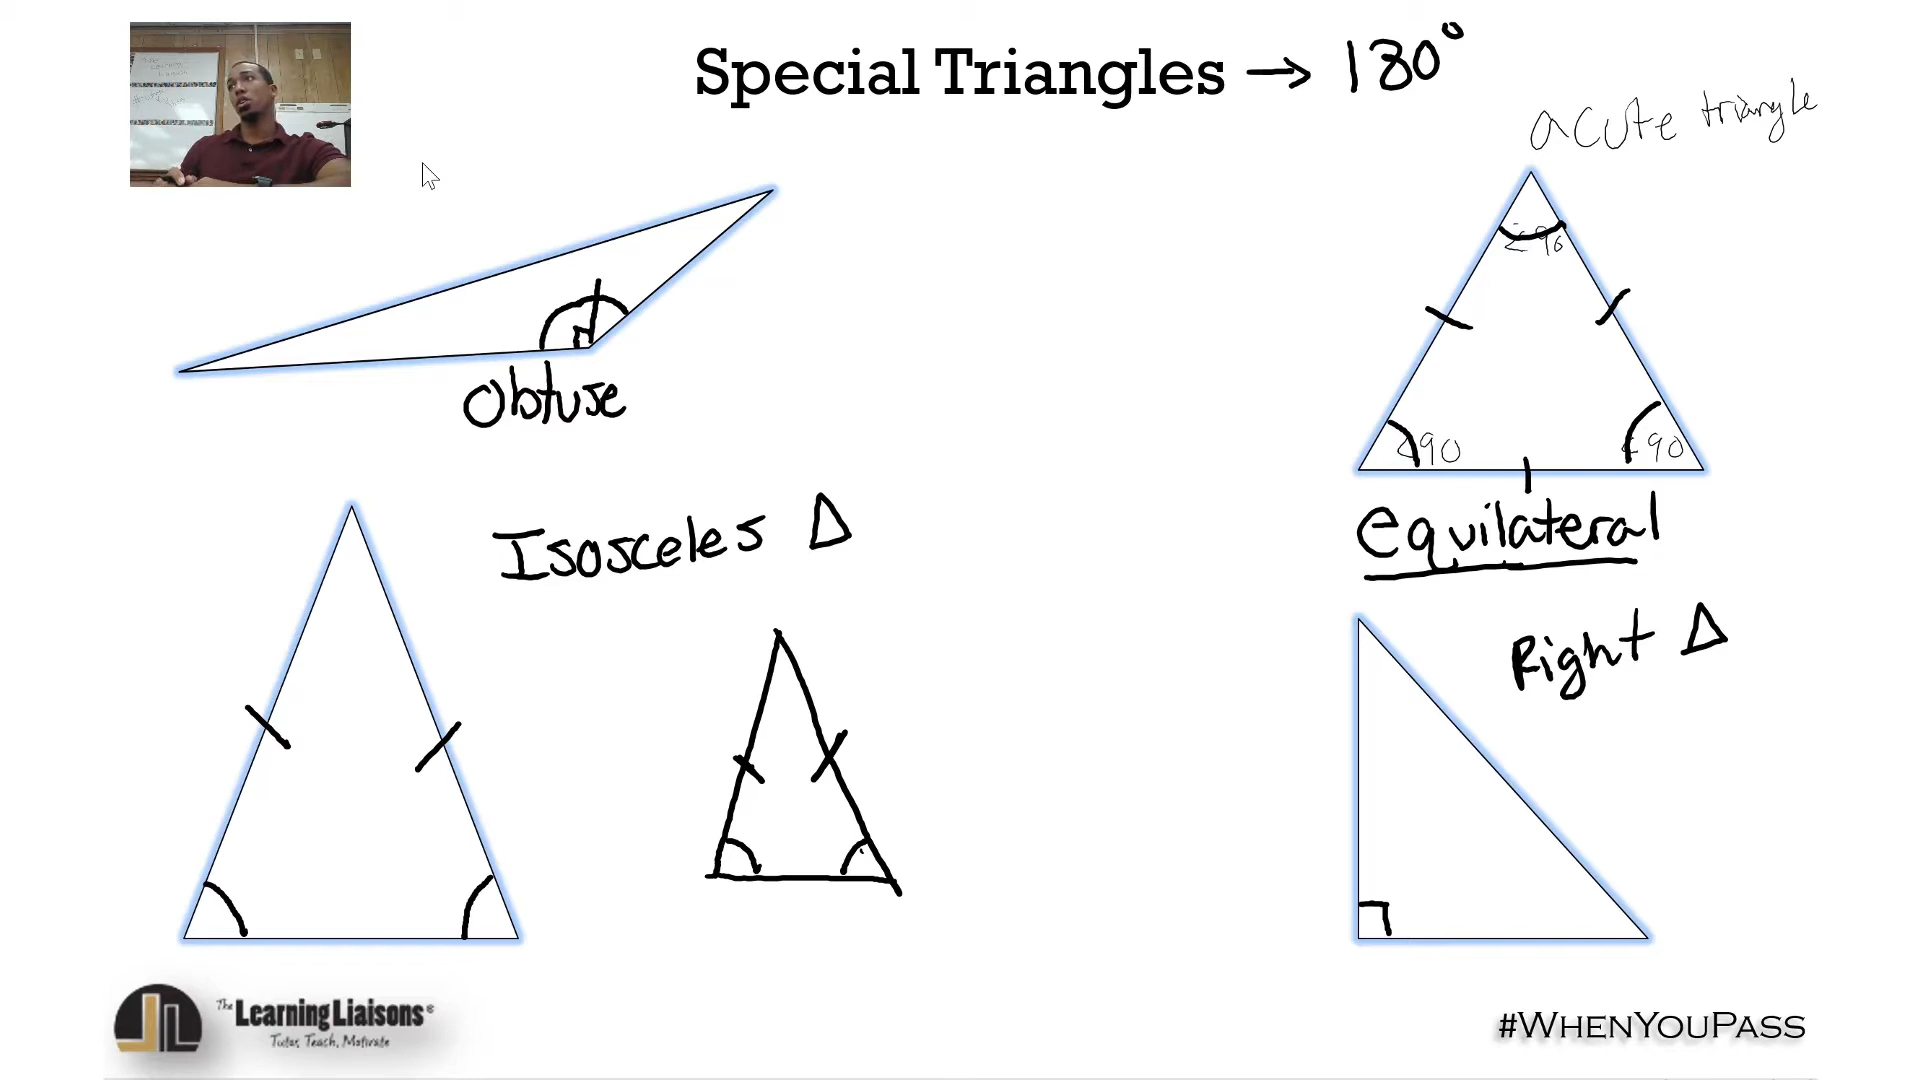 Special Triangles → 180°
acute triangle
<90
Obtuse
<90
<90
Isosceles Δ
equilateral
Right Δ
The Learning Liaisons®
Tutor, Teach, Motivate
#WHENYOUPASS